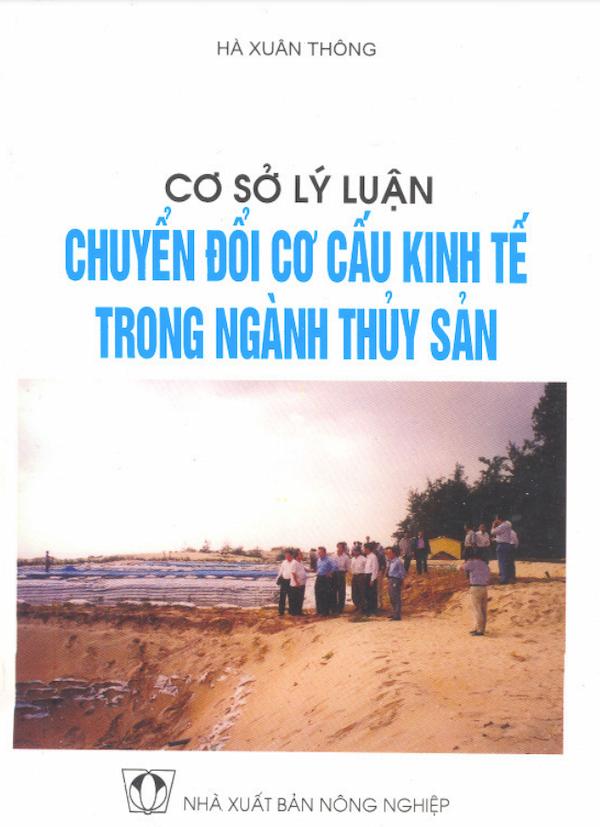 HÀ XUÂN THÔNG
CƠ SỞ LÝ LUẬN
CHUYỂN ĐỔI CƠ CẤU KINH TẾ
TRONG NGÀNH THỦY SẢN
NHÀ XUẤT BẢN NÔNG NGHIỆP